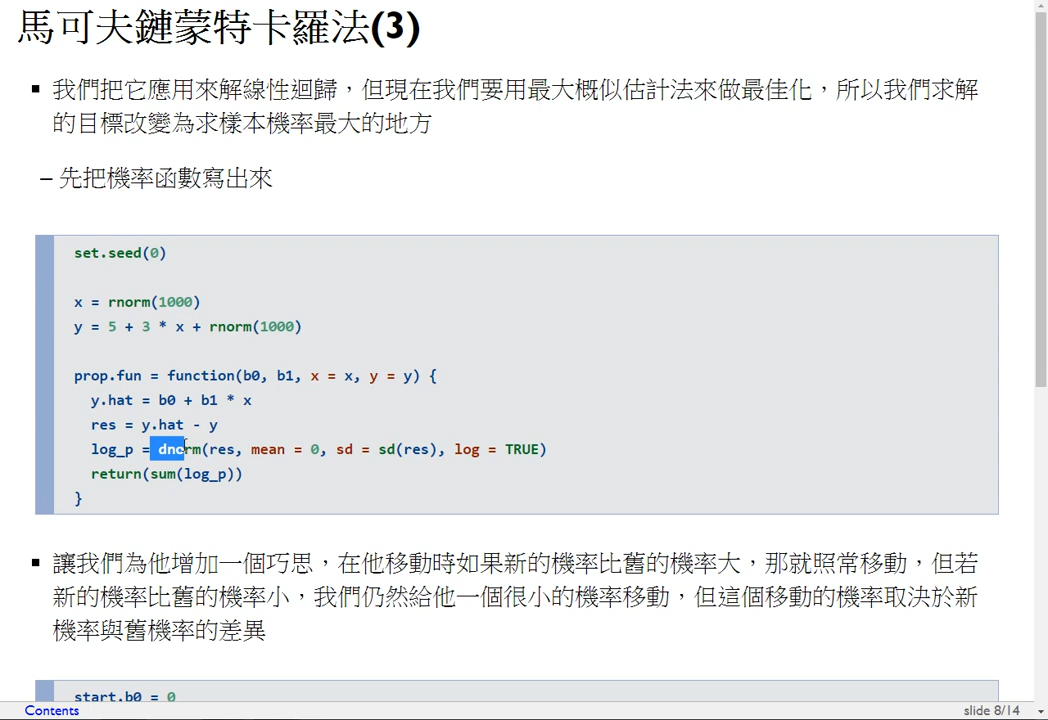 馬可夫鏈蒙特卡羅法(3)
▪ 我們把它應用來解線性迴歸，但現在我們要用最大概似估計法來做最佳化，所以我們求解
的目標改變為求樣本機率最大的地方
– 先把機率函數寫出來
set.seed(0)
x = rnorm(1000)
y = 5 + 3 * x + rnorm(1000)
prop.fun = function(b0, b1, x = x, y = y) {
y.hat = b0 + b1 * x
res = y.hat - y
log_p = dnorm(res, mean = 0, sd = sd(res), log = TRUE)
return(sum(log_p))
}
▪ 讓我們為他增加一個巧思，在他移動時如果新的機率比舊的機率大，那就照常移動，但若
新的機率比舊的機率小，我們仍然給他一個很小的機率移動，但這個移動的機率取決於新
機率與舊機率的差異
start.b0 = 0
Contents
slide 8/14